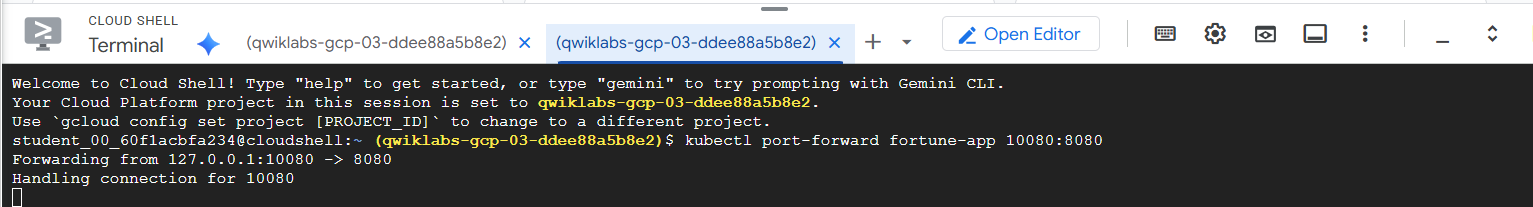 CLOUD SHELL
Terminal
(qwiklabs-gcp-03-ddee88a5b8e2)
(qwiklabs-gcp-03-ddee88a5b8e2)
Open Editor
Welcome to Cloud Shell! Type "help" to get started, or type "gemini" to try prompting with Gemini CLI.
Your Cloud Platform project in this session is set to qwiklabs-gcp-03-ddee88a5b8e2.
Use `gcloud config set project [PROJECT_ID]` to change to a different project.
student_00_60f1acbfa234@cloudshell:~ (qwiklabs-gcp-03-ddee88a5b8e2)$ kubectl port-forward fortune-app 10080:8080
Forwarding from 127.0.0.1:10080 -> 8080
Handling connection for 10080